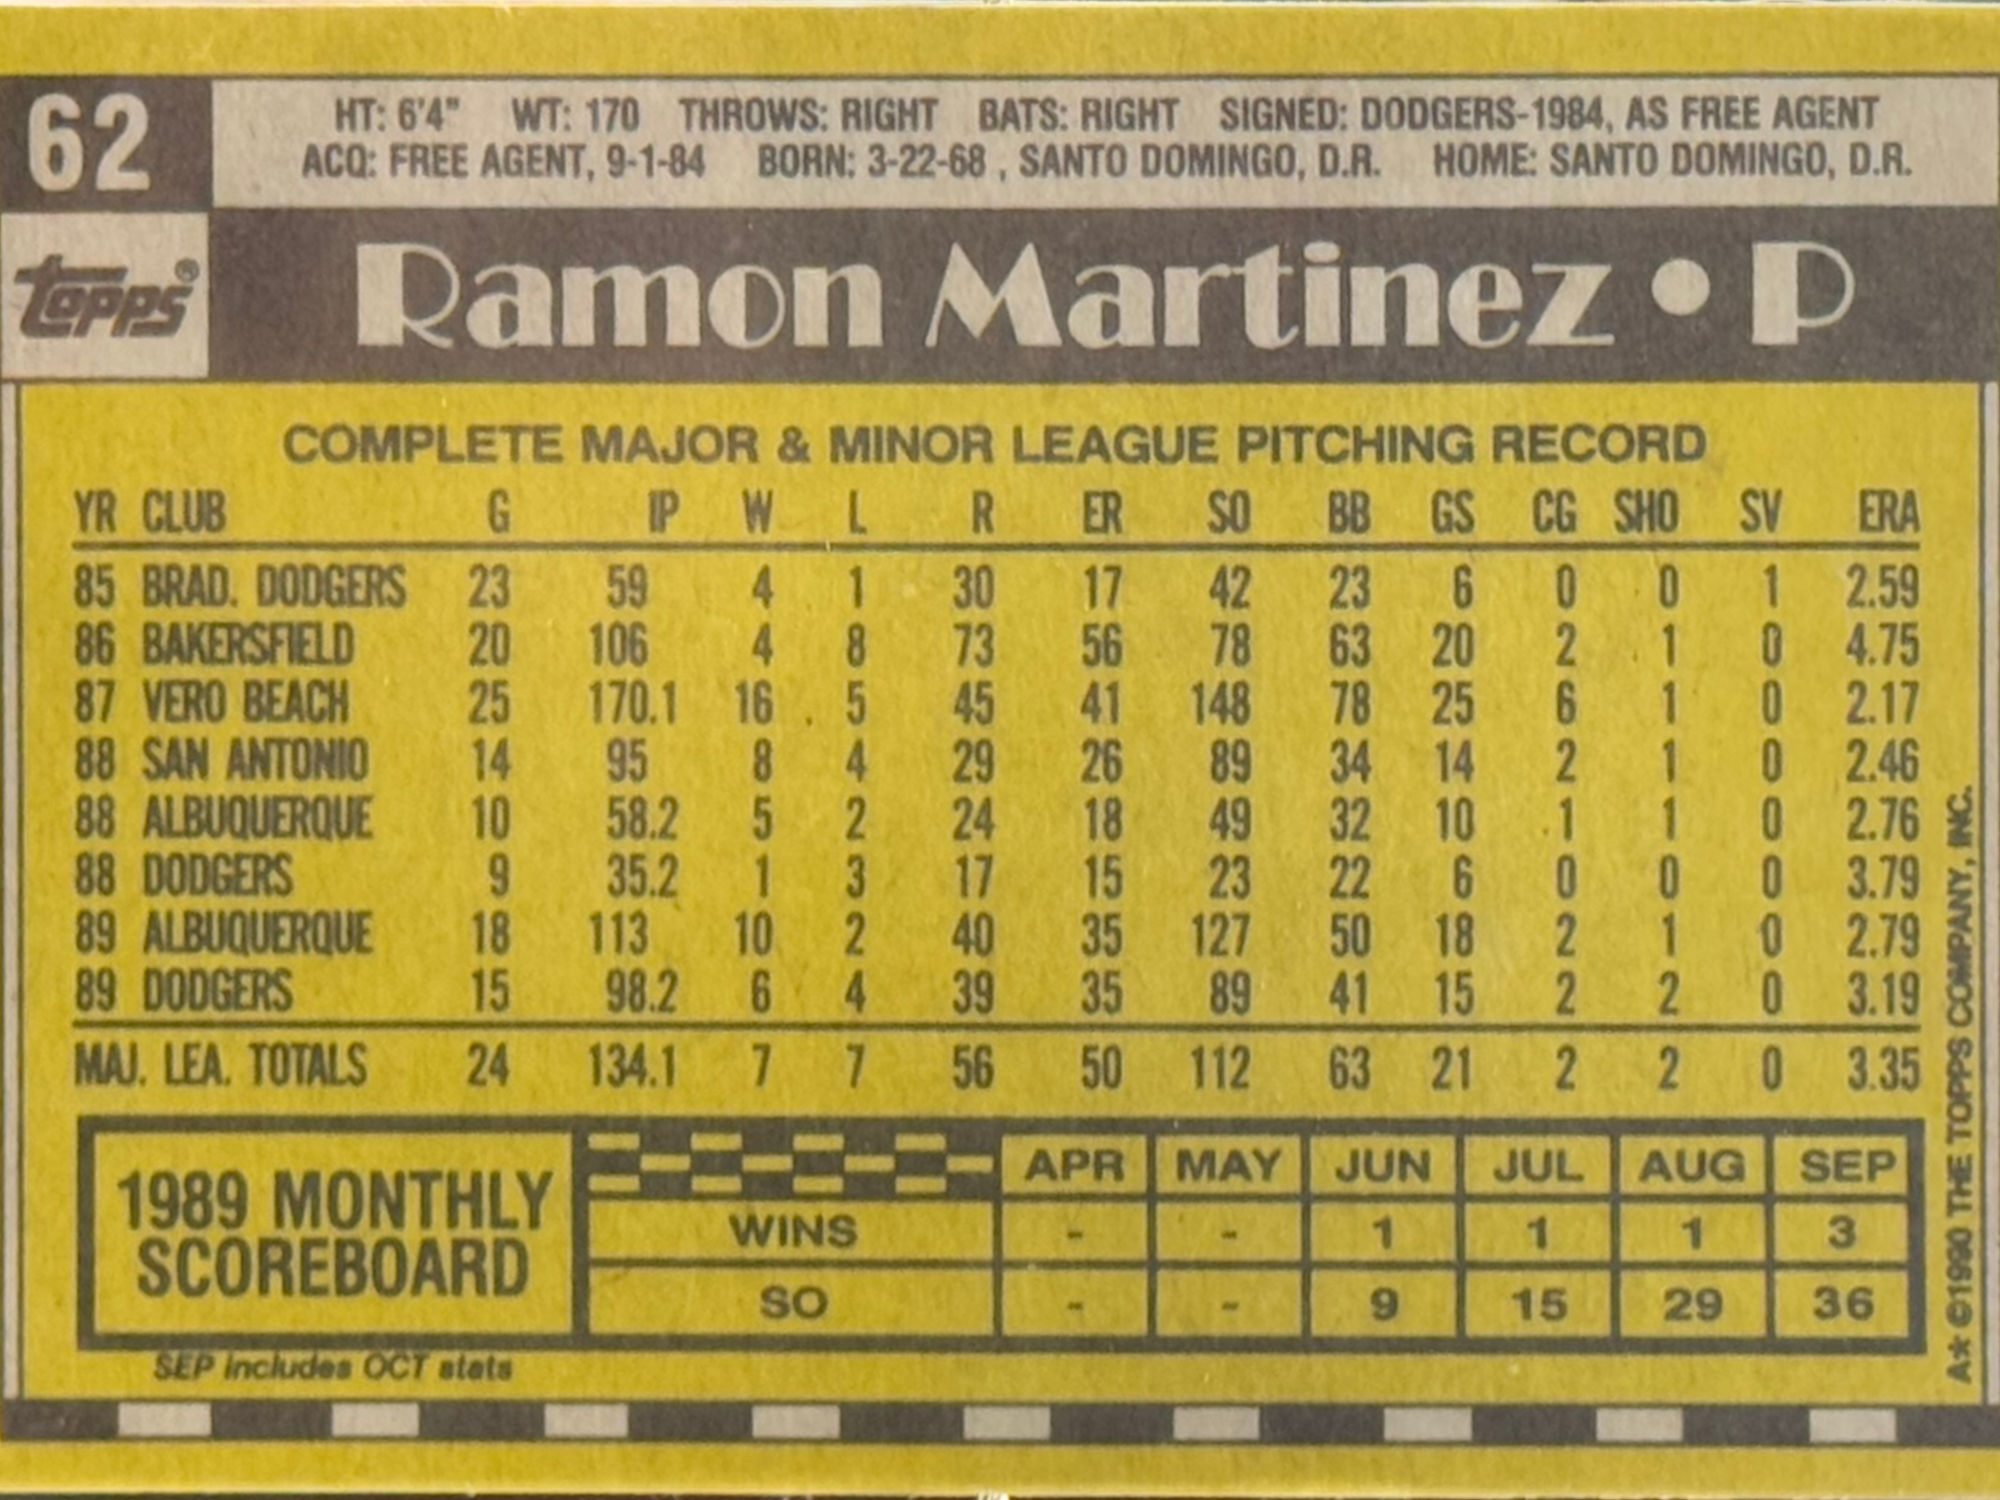 62
HT: 6'4" WT: 170 THROWS: RIGHT BATS: RIGHT SIGNED: DODGERS-1984, AS FREE AGENT
ACQ: FREE AGENT, 9-1-84 BORN: 3-22-68 , SANTO DOMINGO, D.R. HOME: SANTO DOMINGO, D.R.
Topps®
Ramon Martinez • P
COMPLETE MAJOR & MINOR LEAGUE PITCHING RECORD
YR CLUB G IP W L R ER SO BB GS CG SHO SV ERA
85 BRAD. DODGERS 23 59 4 1 30 17 42 23 6 0 0 1 2.59
86 BAKERSFIELD 20 106 4 8 73 56 78 63 20 2 1 0 4.75
87 VERO BEACH 25 170.1 16 5 45 41 148 78 25 6 1 0 2.17
88 SAN ANTONIO 14 95 8 4 29 26 89 34 14 2 1 0 2.46
88 ALBUQUERQUE 10 58.2 5 2 24 18 49 32 10 1 1 0 2.76
88 DODGERS 9 35.2 1 3 17 15 23 22 6 0 0 0 3.79
89 ALBUQUERQUE 18 113 10 2 40 35 127 50 18 2 1 0 2.79
89 DODGERS 15 98.2 6 4 39 35 89 41 15 2 2 0 3.19
MAJ. LEA. TOTALS 24 134.1 7 7 56 50 112 63 21 2 2 0 3.35
1989 MONTHLY
SCOREBOARD
APR MAY JUN JUL AUG SEP
WINS - - 1 1 1 3
SO - - 9 15 29 36
SEP includes OCT stats
A* ©1990 THE TOPPS COMPANY, INC.